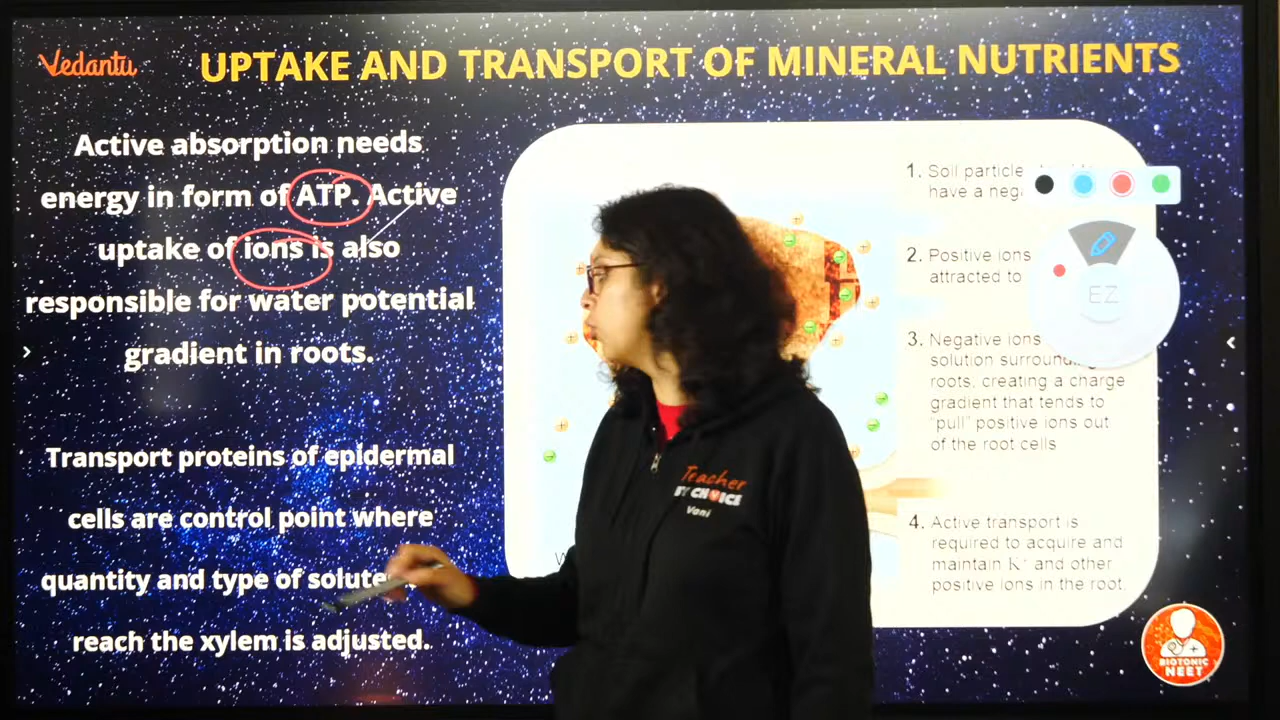 Vedantu
UPTAKE AND TRANSPORT OF MINERAL NUTRIENTS
Active absorption needs
energy in form of ATP. Active
uptake of ions is also
responsible for water potential
gradient in roots.
Transport proteins of epidermal
cells are control point where
quantity and type of solute
reach the xylem is adjusted.
1. Soil particle
have a neg
2. Positive ions
attracted to
3. Negative ions
solution surrounding
roots, creating a charge
gradient that tends to
"pull" positive ions out
of the root cells
4. Active transport is
required to acquire and
maintain K+ and other
positive ions in the root.
EZ
Teacher
BY CHOICE
Vani
BIOTONIC
NEET